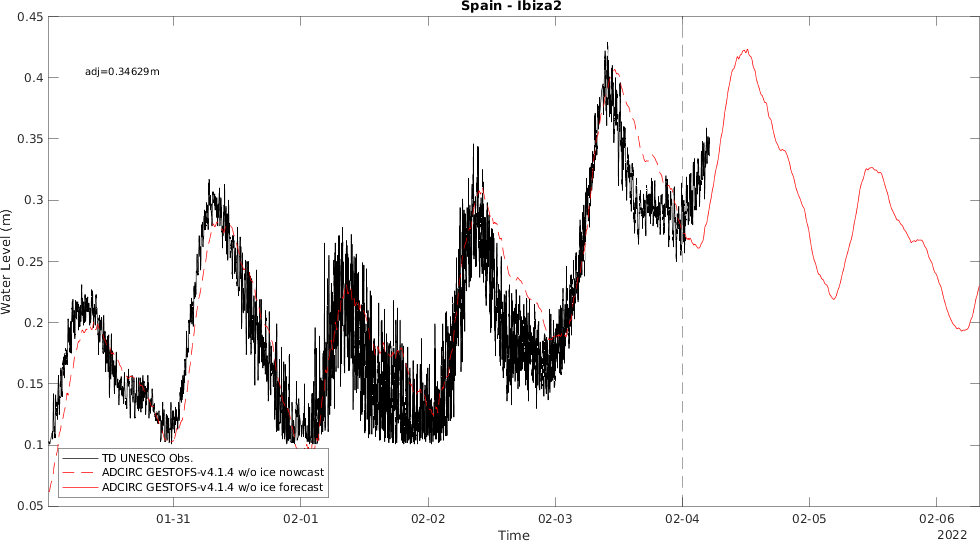 Spain - Ibiza2
adj=0.34629m
0.45
0.4
0.35
0.3
0.25
0.2
0.15
0.1
0.05
Water Level (m)
TD UNESCO Obs.
ADCIRC GESTOFS-v4.1.4 w/o ice nowcast
ADCIRC GESTOFS-v4.1.4 w/o ice forecast
01-31 02-01 02-02 02-03 02-04 02-05 02-06
Time
2022